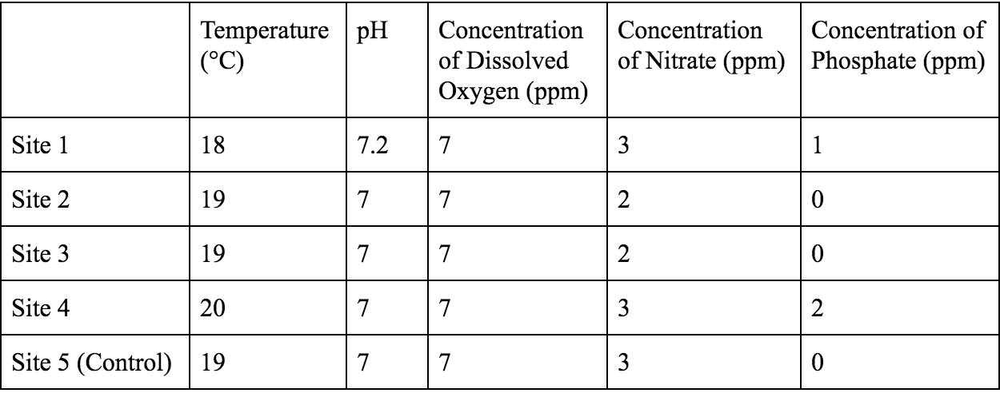 Temperature (°C) pH Concentration of Dissolved Oxygen (ppm) Concentration of Nitrate (ppm) Concentration of Phosphate (ppm)
Site 1 18 7.2 7 3 1
Site 2 19 7 7 2 0
Site 3 19 7 7 2 0
Site 4 20 7 7 3 2
Site 5 (Control) 19 7 7 3 0